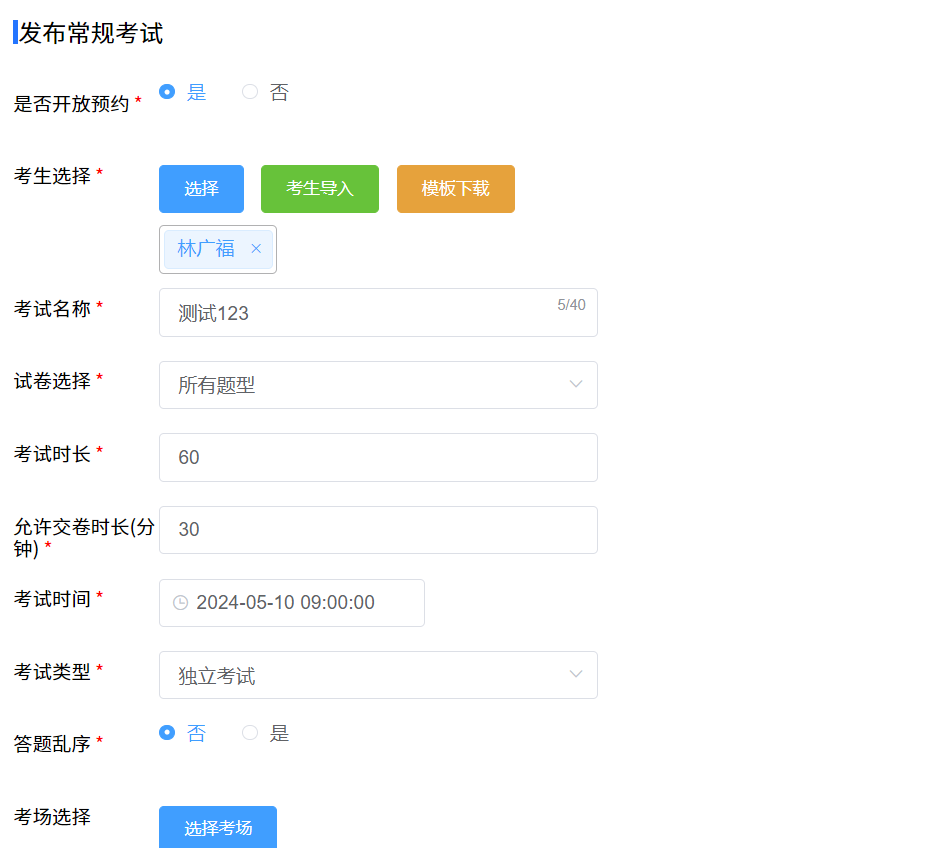 发布常规考试
是否开放预约 * 是 否
考生选择 * 选择 考生导入 模板下载
林广福 ×
考试名称 * 测试123 5/40
试卷选择 * 所有题型
考试时长 * 60
允许交卷时长(分
钟) * 30
考试时间 * 2024-05-10 09:00:00
考试类型 * 独立考试
答题乱序 * 否 是
考场选择 选择考场